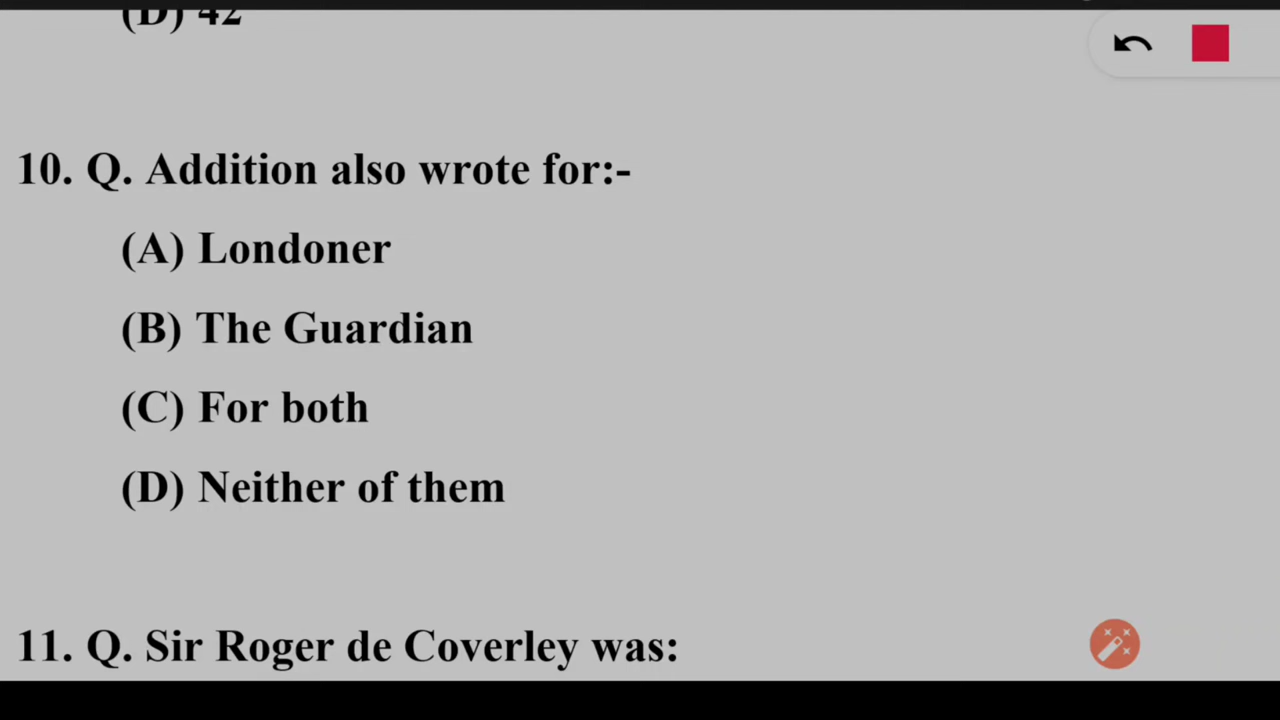 (D) 42
10. Q. Addition also wrote for:-
(A) Londoner
(B) The Guardian
(C) For both
(D) Neither of them
11. Q. Sir Roger de Coverley was: